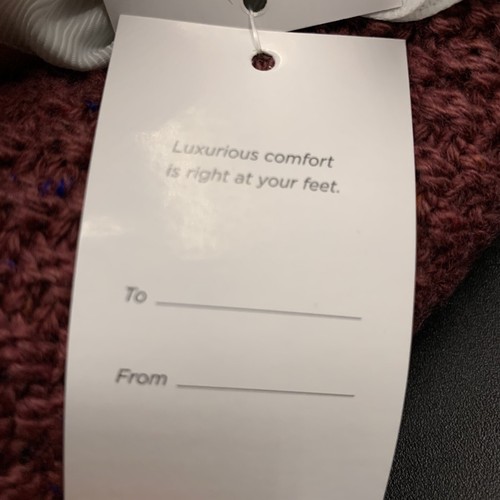 Luxurious comfort
is right at your feet.
To
From